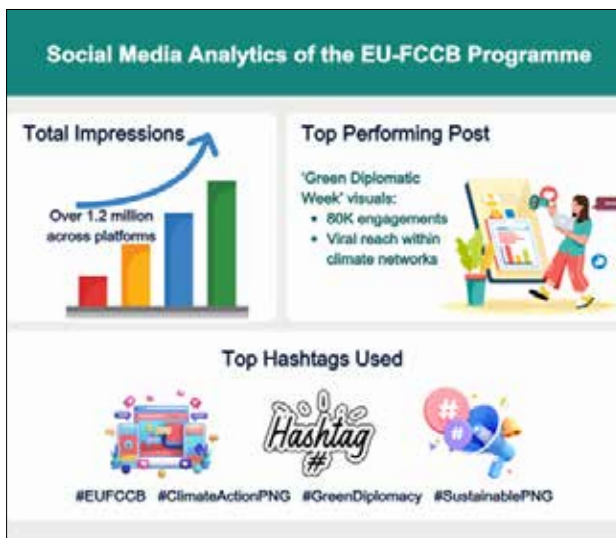 Social Media Analytics of the EU-FCCB Programme
Total Impressions
Over 1.2 million
across platforms
Top Performing Post
'Green Diplomatic
Week' visuals:
• 80K engagements
• Viral reach within
climate networks
Top Hashtags Used
Hashtag
#
#
#
#EUFCCB #ClimateActionPNG #GreenDiplomacy #SustainablePNG